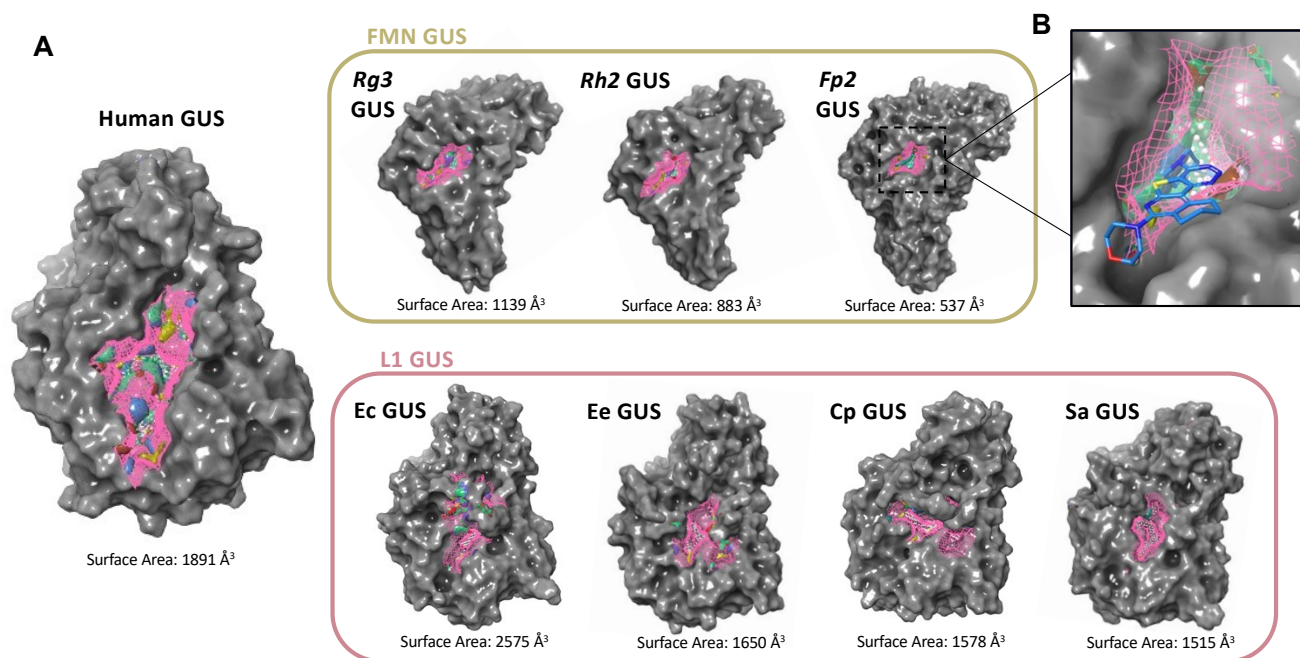 A
Human GUS
Surface Area: 1891 Å³
FMN GUS
Rg3
GUS
Surface Area: 1139 Å³
Rh2 GUS
Surface Area: 883 Å³
Fp2
GUS
Surface Area: 537 Å³
B
L1 GUS
Ec GUS
Surface Area: 2575 Å³
Ee GUS
Surface Area: 1650 Å³
Cp GUS
Surface Area: 1578 Å³
Sa GUS
Surface Area: 1515 Å³